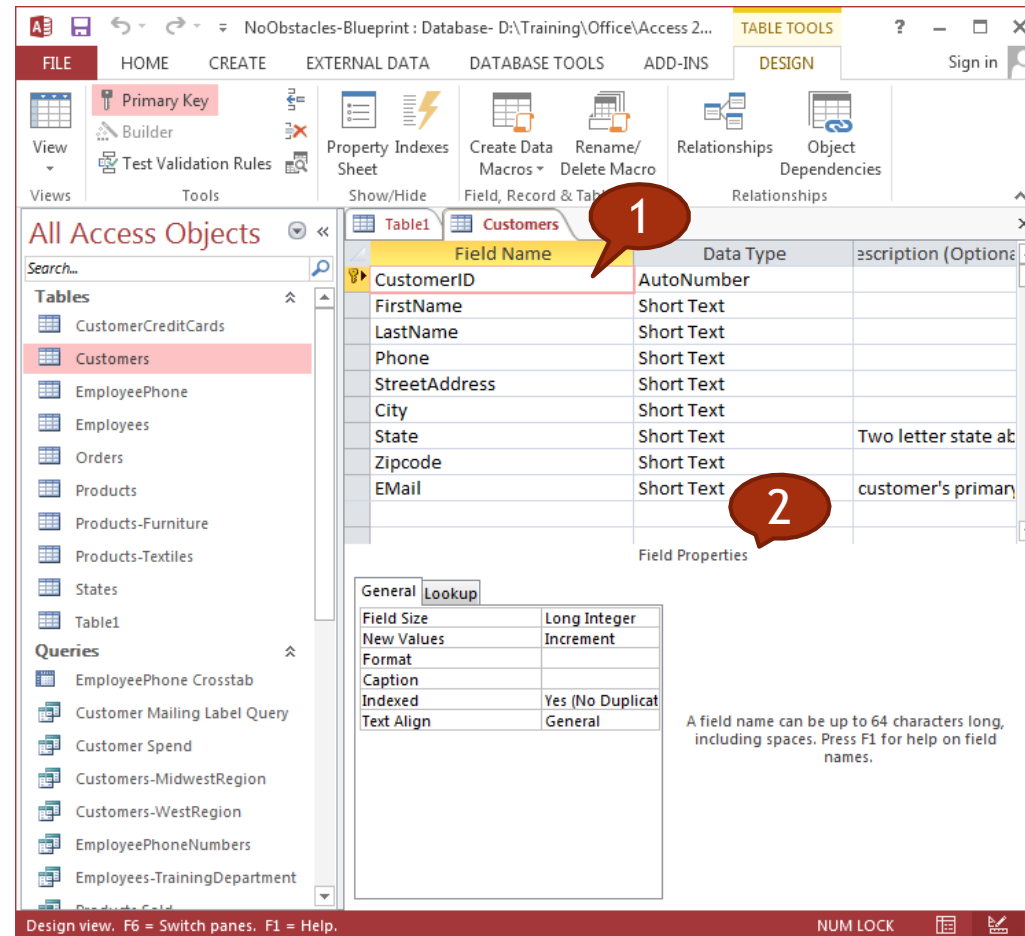 NoObstacles-Blueprint : Database- D:\Training\Office\Access 2... TABLE TOOLS ?
FILE HOME CREATE EXTERNAL DATA DATABASE TOOLS ADD-INS DESIGN Sign in
View
Primary Key
Builder
Test Validation Rules
Property Sheet
Indexes
Create Data Macros
Rename/ Delete Macro
Relationships
Object Dependencies
Views Tools Show/Hide Field, Record & Relationships
All Access Objects «
Search...
Tables
CustomerCreditCards
Customers
EmployeePhone
Employees
Orders
Products
Products-Furniture
Products-Textiles
States
Table1
Queries
EmployeePhone Crosstab
Customer Mailing Label Query
Customer Spend
Customers-MidwestRegion
Customers-WestRegion
EmployeePhoneNumbers
Employees-TrainingDepartment
Table1 Customers
1
Field Name Data Type
CustomerID AutoNumber
FirstName Short Text
LastName Short Text
Phone Short Text
StreetAddress Short Text
City Short Text
State Short Text Two letter state
Zipcode Short Text
EMail Short Text customer's primary
2
Field Properties
General Lookup
Field Size Long Integer
New Values Increment
Format
Caption
Indexed Yes (No Duplicat
Text Align General
A field name can be up to 64 characters long,
including spaces. Press F1 for help on field
names.
Design view. F6 = Switch panes. F1 = Help. NUM LOCK